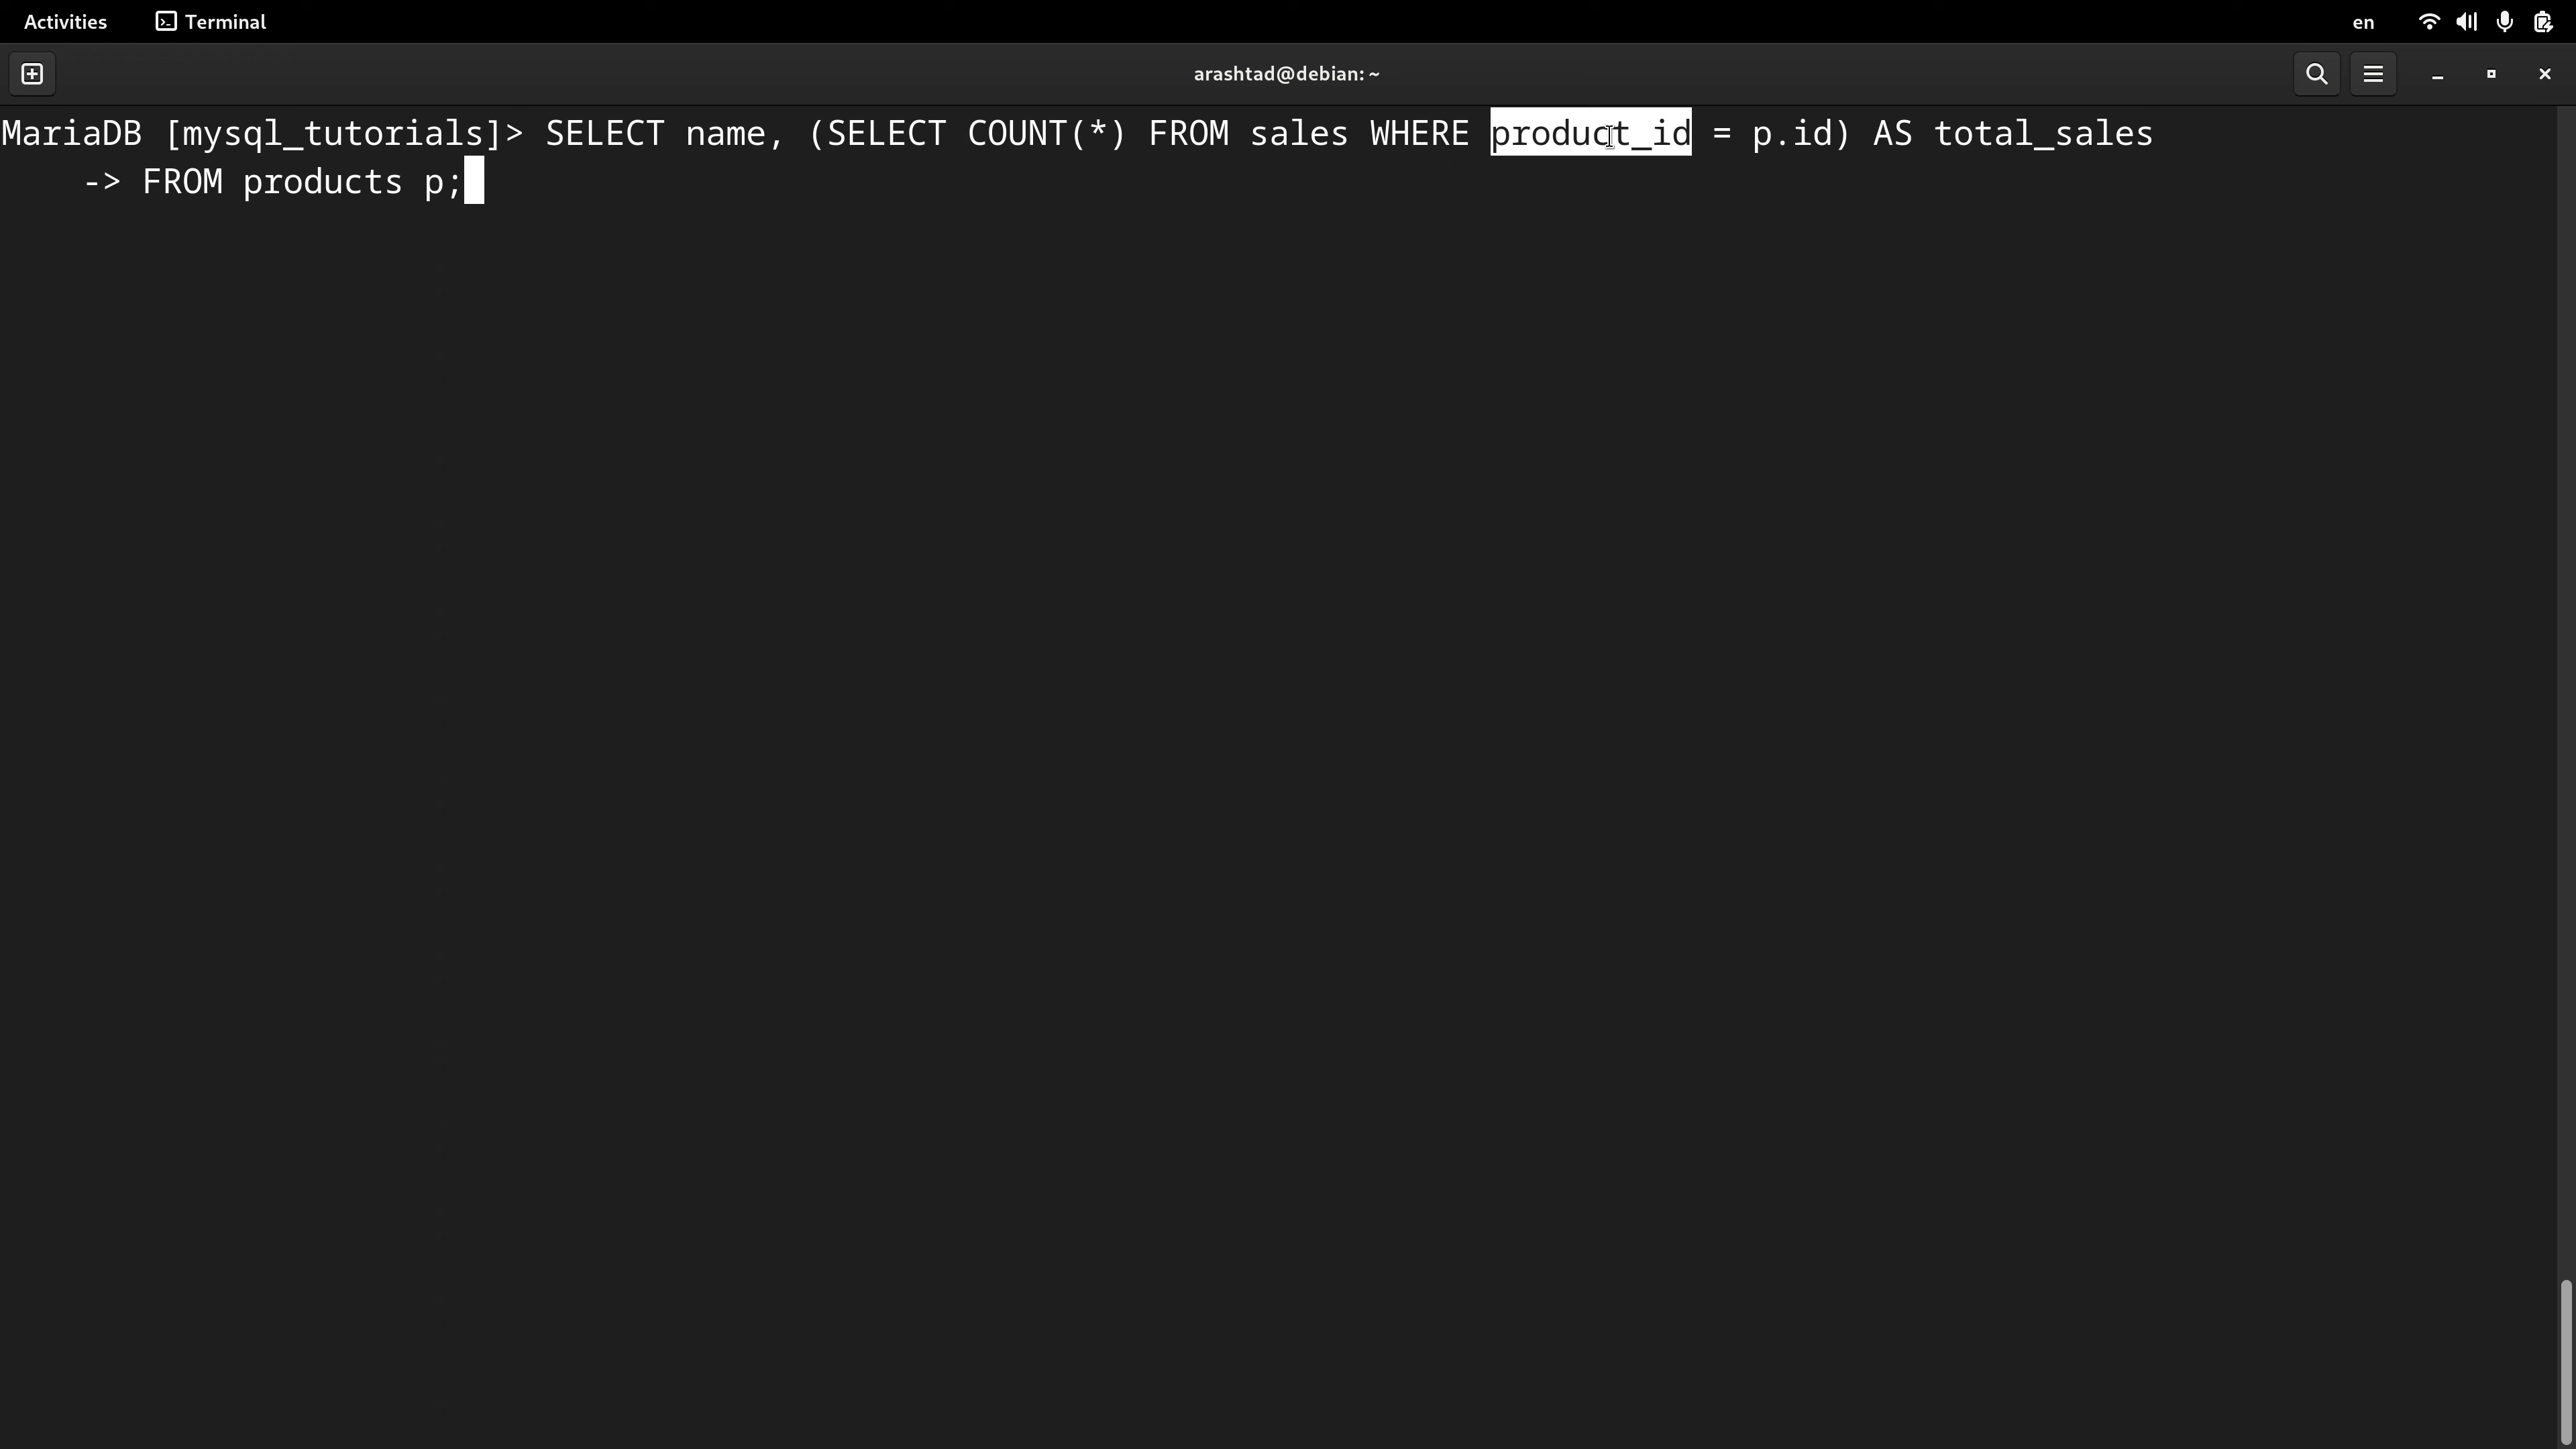 Activities Terminal en
arashtad@debian: ~
MariaDB [mysql_tutorials]> SELECT name, (SELECT COUNT(*) FROM sales WHERE product_id = p.id) AS total_sales
-> FROM products p;